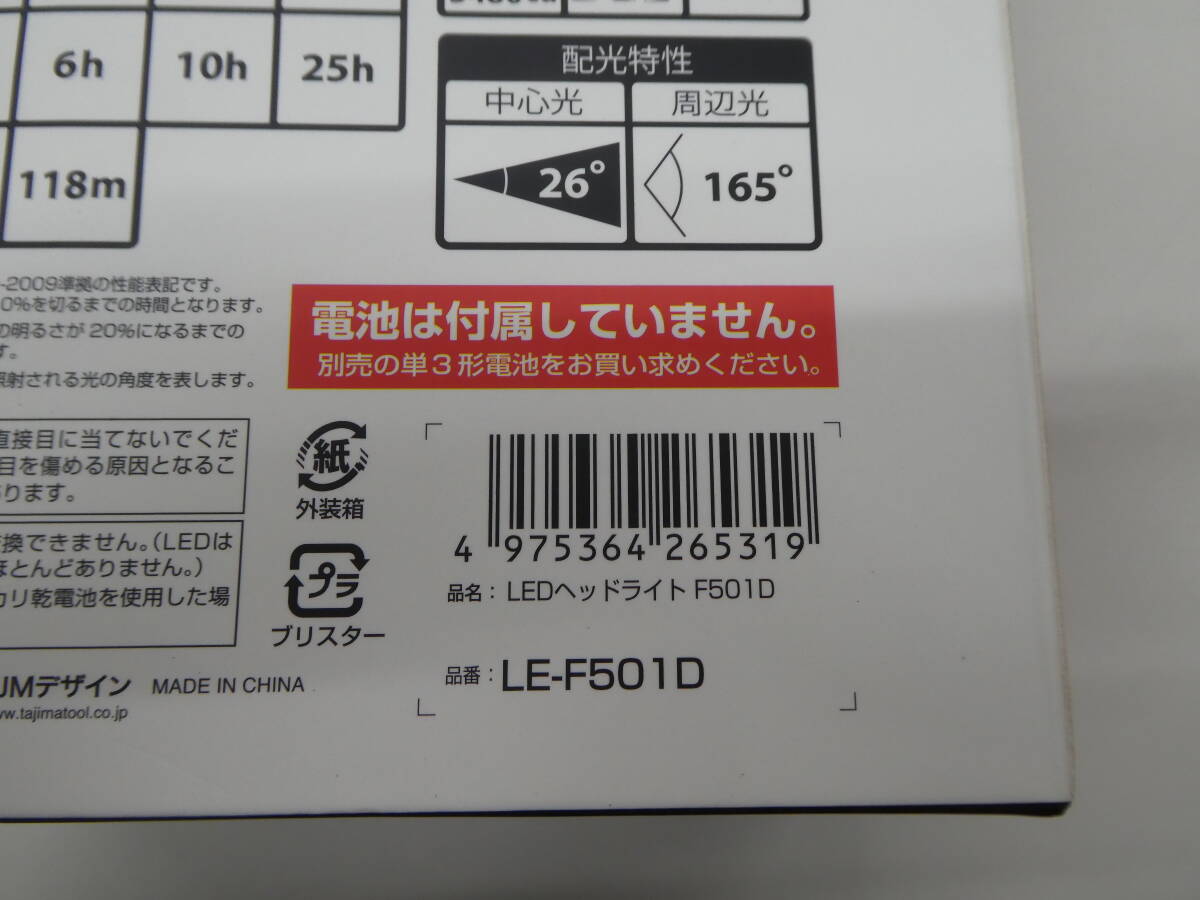 6h 10h 25h
118m
配光特性
中心光 周辺光
26° 165°
-2009準拠の性能表記です。
0%を切るまでの時間となります。
の明るさが 20%になるまでの
す。
照射される光の角度を表します。
電池は付属していません。
別売の単3形電池をお買い求めください。
直接目に当てないでくだ
目を傷める原因となるこ
あります。
交換できません。(LEDは
ほとんどありません。)
カリ乾電池を使用した場
紙
外装箱
プラ
ブリスター
4 975364 265319
品名: LEDヘッドライト F501D
品番: LE-F501D
JMデザイン MADE IN CHINA
w.tajimatool.co.jp